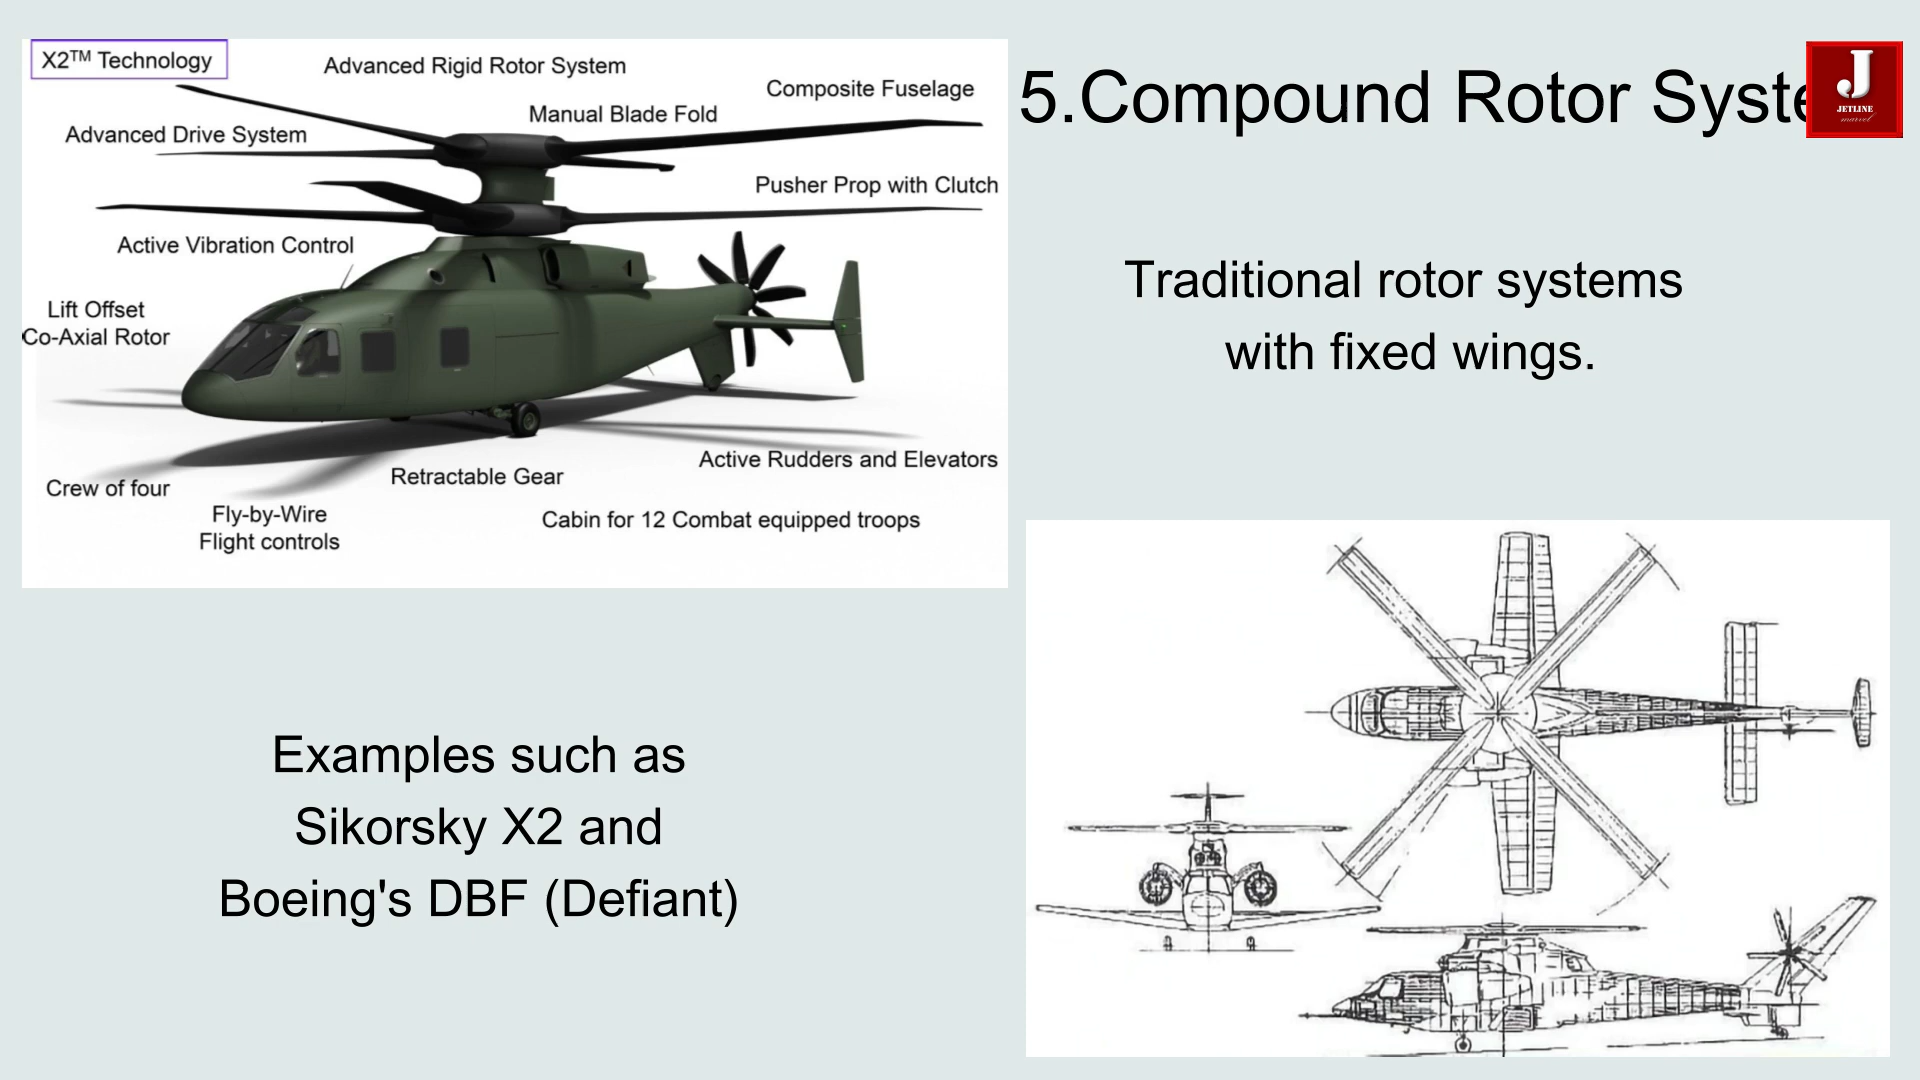 X2™ Technology
Advanced Rigid Rotor System
Composite Fuselage
Manual Blade Fold
Advanced Drive System
Pusher Prop with Clutch
Active Vibration Control
Lift Offset
Co-Axial Rotor
Active Rudders and Elevators
Retractable Gear
Crew of four
Fly-by-Wire
Flight controls
Cabin for 12 Combat equipped troops
5.Compound Rotor Syste
J
JETLINE
marvel
Traditional rotor systems
with fixed wings.
Examples such as
Sikorsky X2 and
Boeing's DBF (Defiant)